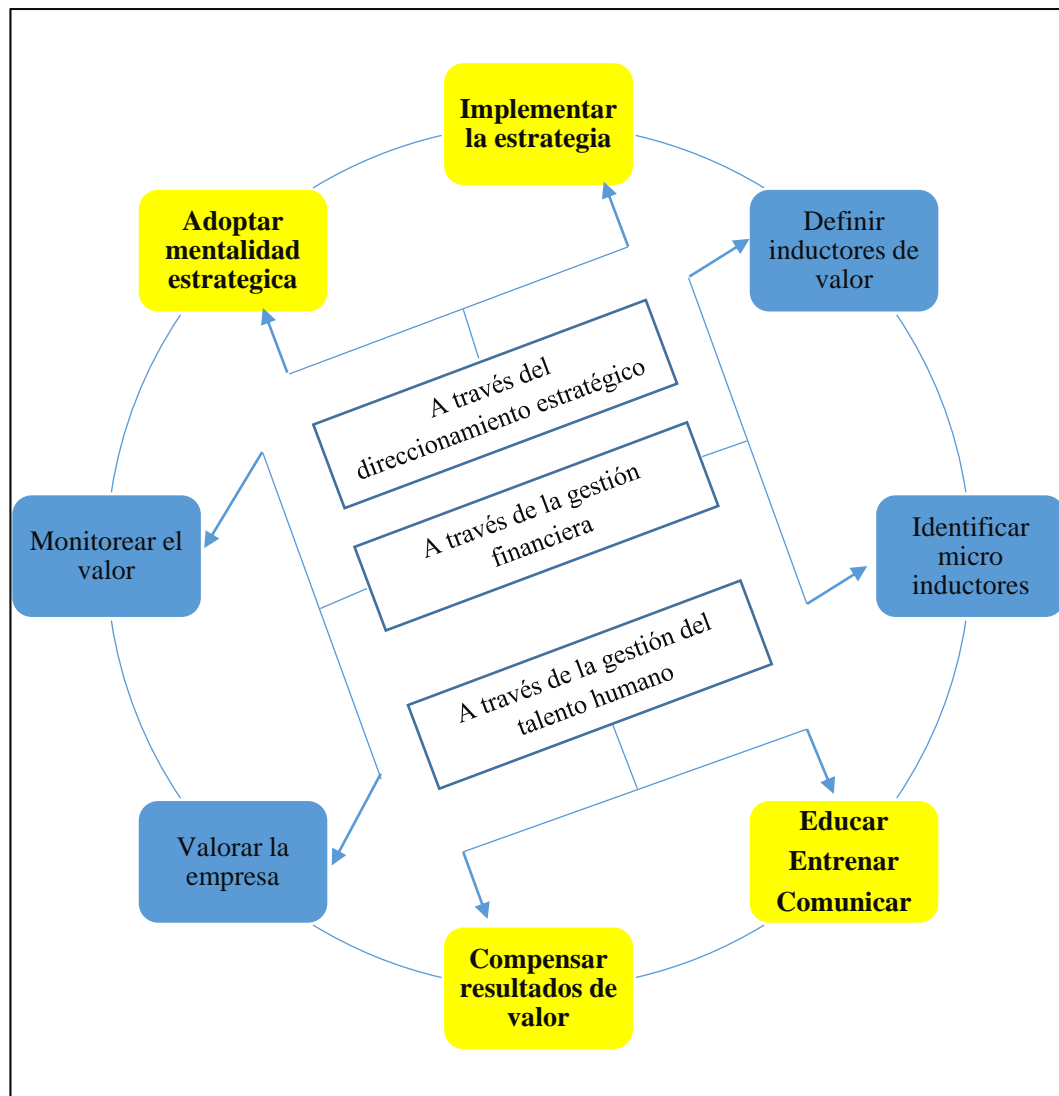 Implementar
la estrategia
Adoptar
mentalidad
estrategica
Definir
inductores de
valor
A través del
direccionamiento estratégico
A través de la gestión
financiera
Monitorear el
valor
Identificar
micro
inductores
A través de la gestión del
talento humano
Valorar la
empresa
Educar
Entrenar
Comunicar
Compensar
resultados de
valor